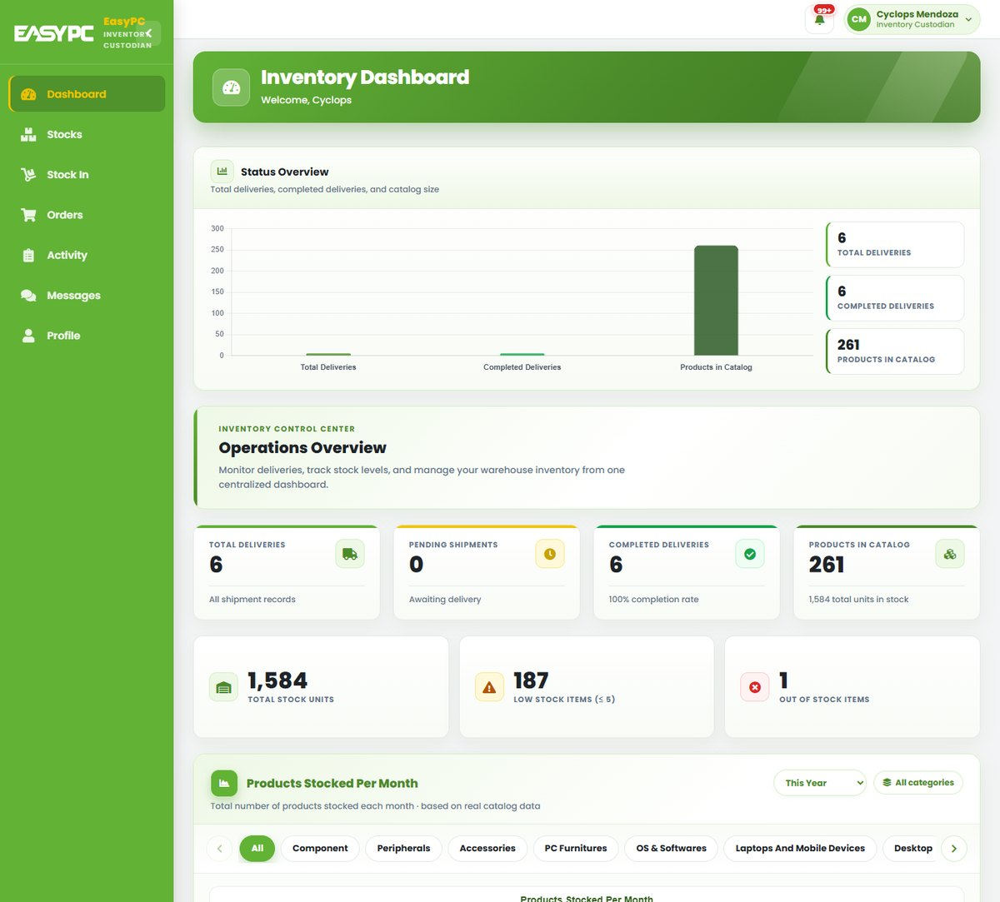 EASYPC
EasyPC
INVENTORY
CUSTODIAN
Dashboard
Stocks
Stock In
Orders
Activity
Messages
Profile
99+
CM
Cyclops Mendoza
Inventory Custodian
Inventory Dashboard
Welcome, Cyclops
Status Overview
Total deliveries, completed deliveries, and catalog size
300
250
200
150
100
50
0
Total Deliveries
Completed Deliveries
Products in Catalog
6
TOTAL DELIVERIES
6
COMPLETED DELIVERIES
261
PRODUCTS IN CATALOG
INVENTORY CONTROL CENTER
Operations Overview
Monitor deliveries, track stock levels, and manage your warehouse inventory from one
centralized dashboard.
TOTAL DELIVERIES
6
All shipment records
PENDING SHIPMENTS
0
Awaiting delivery
COMPLETED DELIVERIES
6
100% completion rate
PRODUCTS IN CATALOG
261
1,584 total units in stock
1,584
TOTAL STOCK UNITS
187
LOW STOCK ITEMS (≤ 5)
1
OUT OF STOCK ITEMS
Products Stocked Per Month
Total number of products stocked each month · based on real catalog data
This Year
All categories
All
Component
Peripherals
Accessories
PC Furnitures
OS & Softwares
Laptops And Mobile Devices
Desktop
Products Stocked Per Month